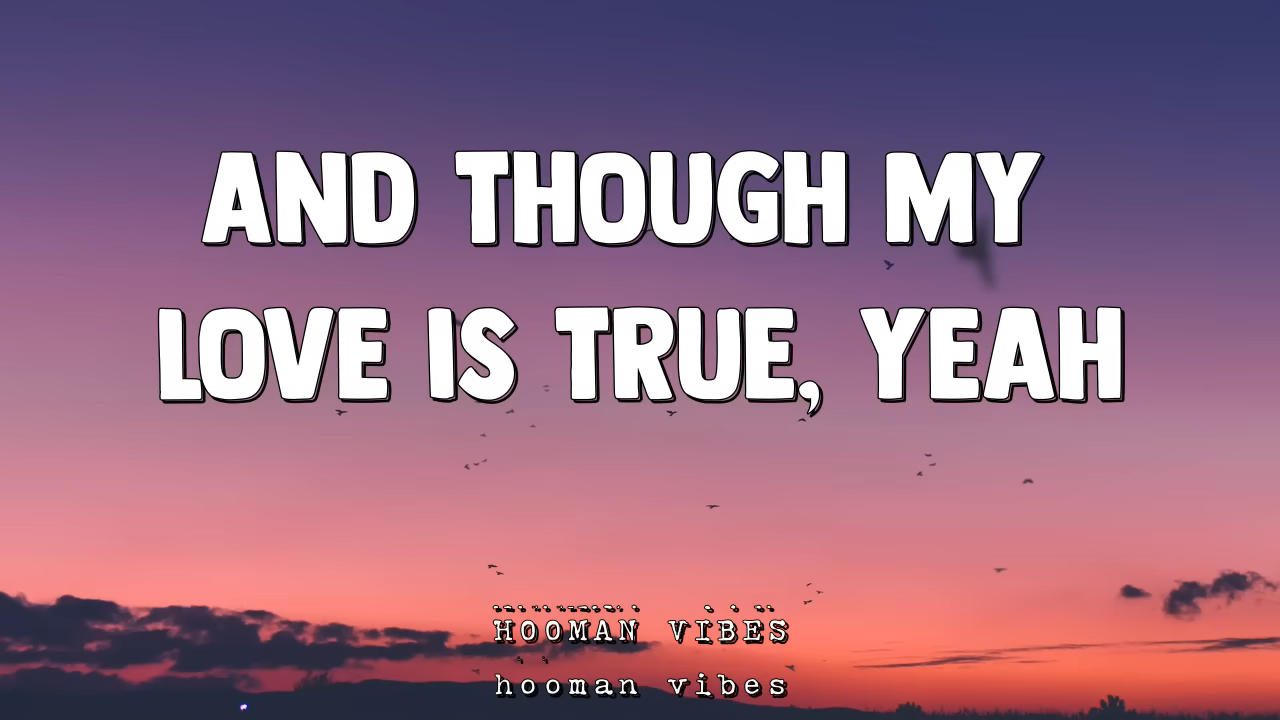 AND THOUGH MY
LOVE IS TRUE, YEAH
HOOMAN VIBES
hooman vibes